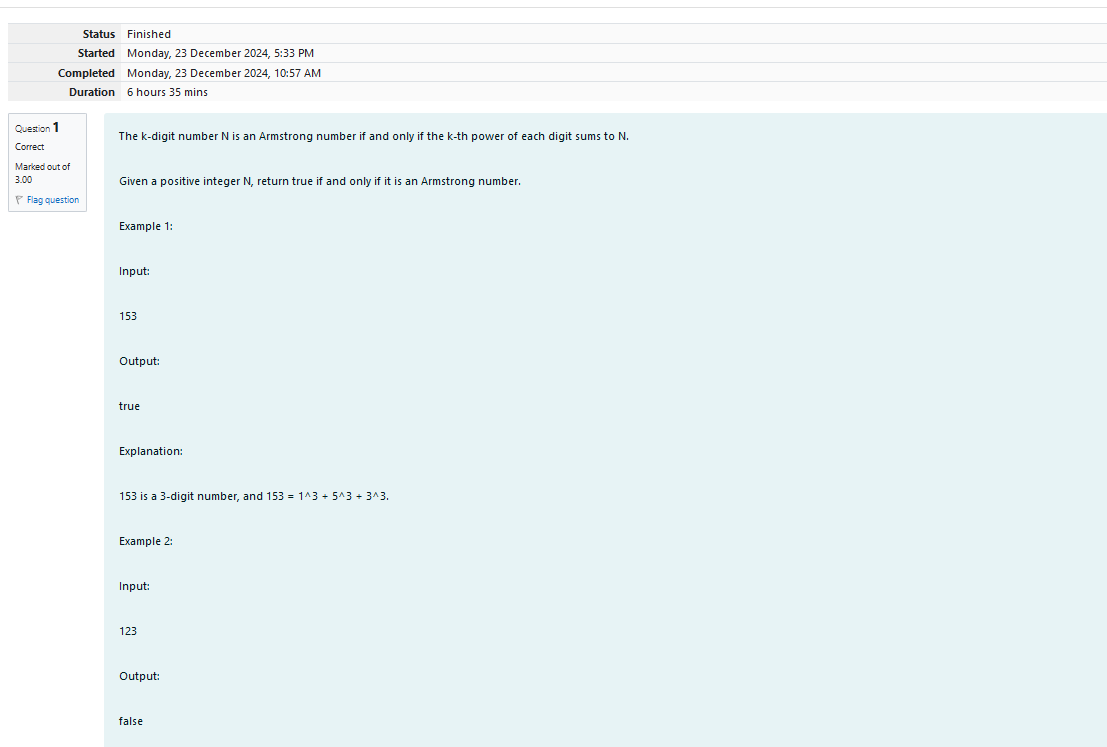 Status Finished
Started Monday, 23 December 2024, 5:33 PM
Completed Monday, 23 December 2024, 10:57 AM
Duration 6 hours 35 mins
Question 1
Correct
Marked out of
3.00
Flag question
The k-digit number N is an Armstrong number if and only if the k-th power of each digit sums to N.
Given a positive integer N, return true if and only if it is an Armstrong number.
Example 1:
Input:
153
Output:
true
Explanation:
153 is a 3-digit number, and 153 = 1^3 + 5^3 + 3^3.
Example 2:
Input:
123
Output:
false